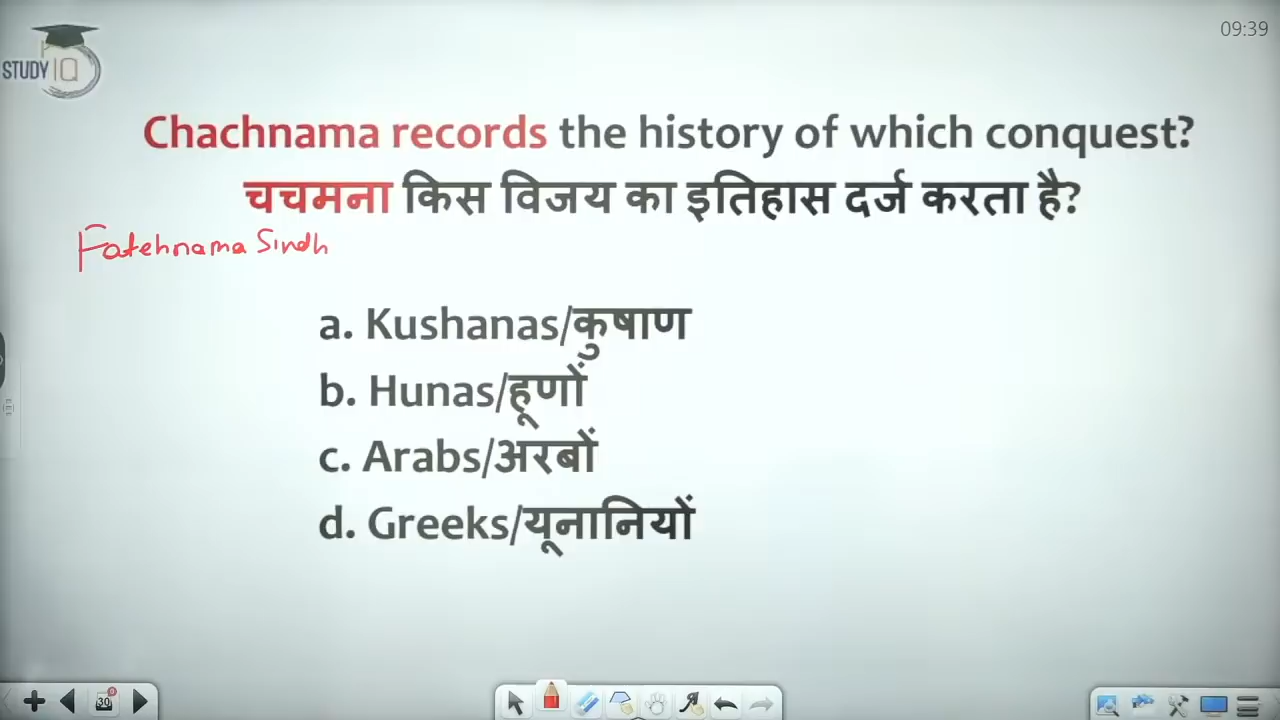 STUDY IQ
09:39
Chachnama records the history of which conquest?
चचमना किस विजय का इतिहास दर्ज करता है?
Fatehnama Sindh
a. Kushanas/कुषाण
b. Hunas/हूणों
c. Arabs/अरबों
d. Greeks/यूनानियों
30